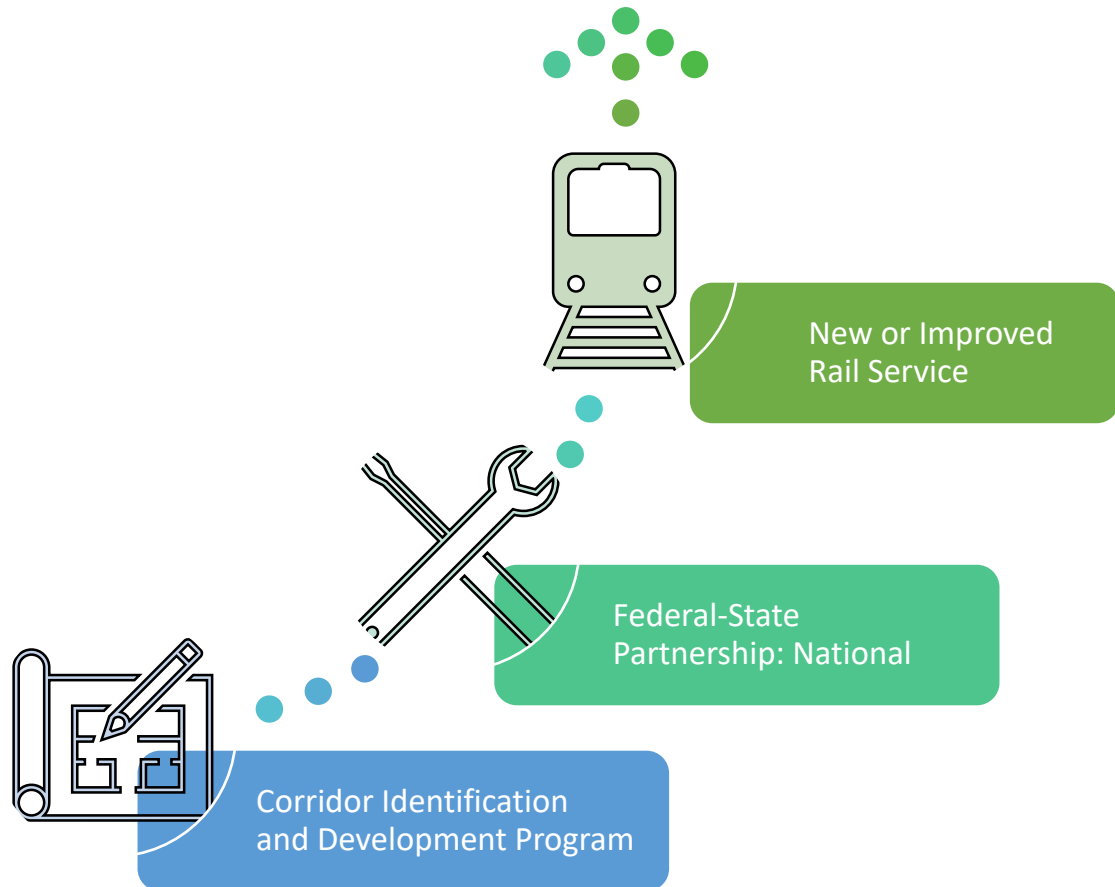 New or Improved
Rail Service
Federal-State
Partnership: National
Corridor Identification
and Development Program